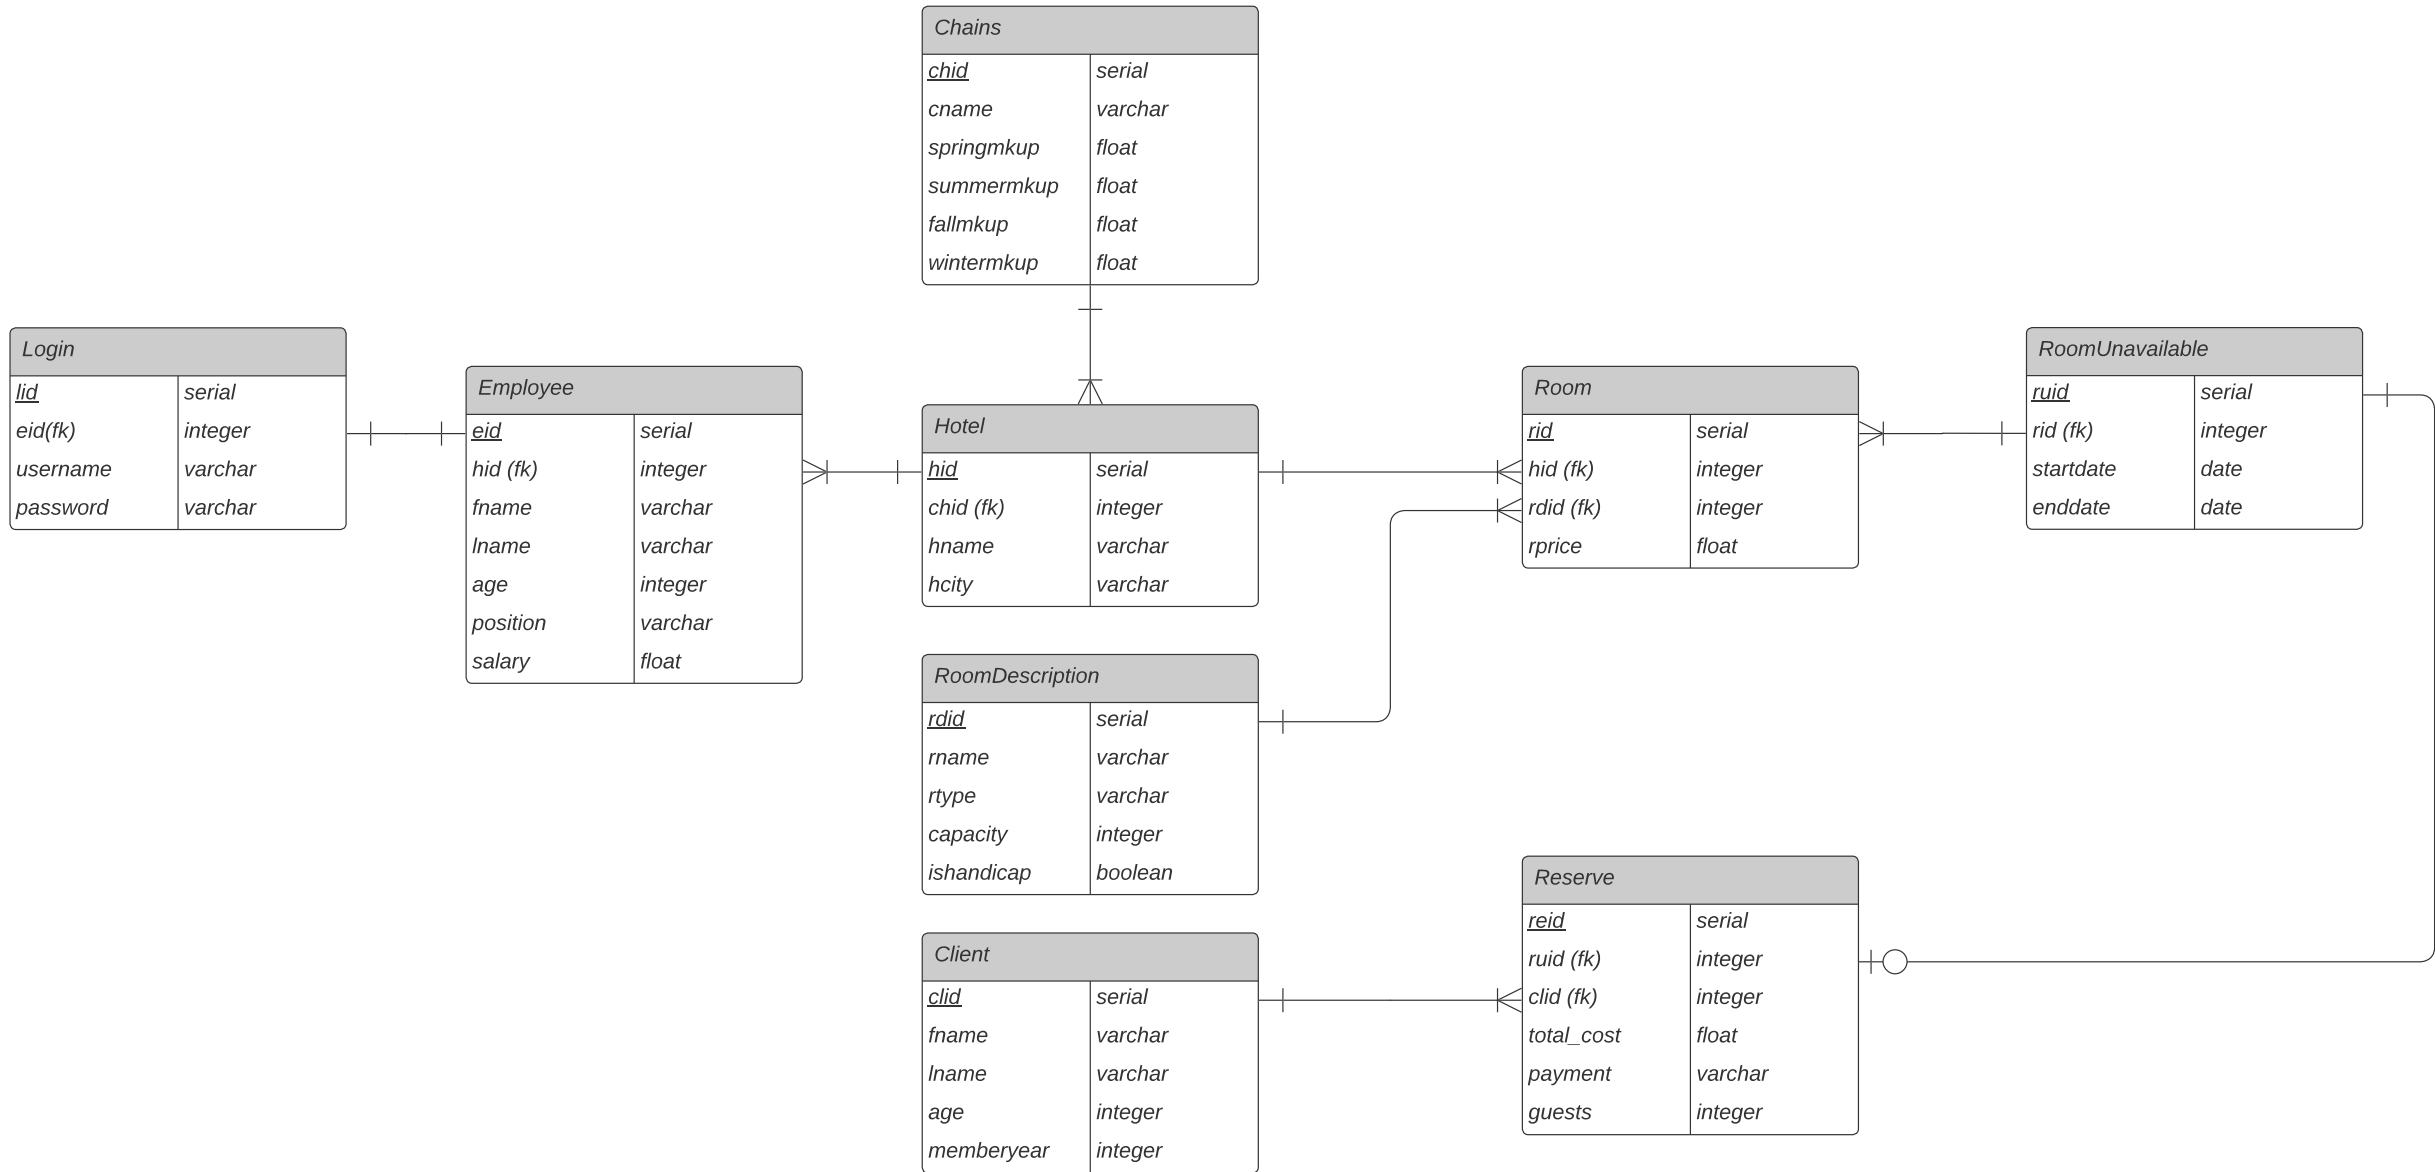 Chains
chid serial
cname varchar
springmkup float
summermkup float
fallmkup float
wintermkup float
Login
lid serial
eid(fk) integer
username varchar
password varchar
Employee
eid serial
hid (fk) integer
fname varchar
lname varchar
age integer
position varchar
salary float
Hotel
hid serial
chid (fk) integer
hname varchar
hcity varchar
Room
rid serial
hid (fk) integer
rdid (fk) integer
rprice float
RoomUnavailable
ruid serial
rid (fk) integer
startdate date
enddate date
RoomDescription
rdid serial
rname varchar
rtype varchar
capacity integer
ishandicap boolean
Client
clid serial
fname varchar
lname varchar
age integer
memberyear integer
Reserve
reid serial
ruid (fk) integer
clid (fk) integer
total_cost float
payment varchar
guests integer